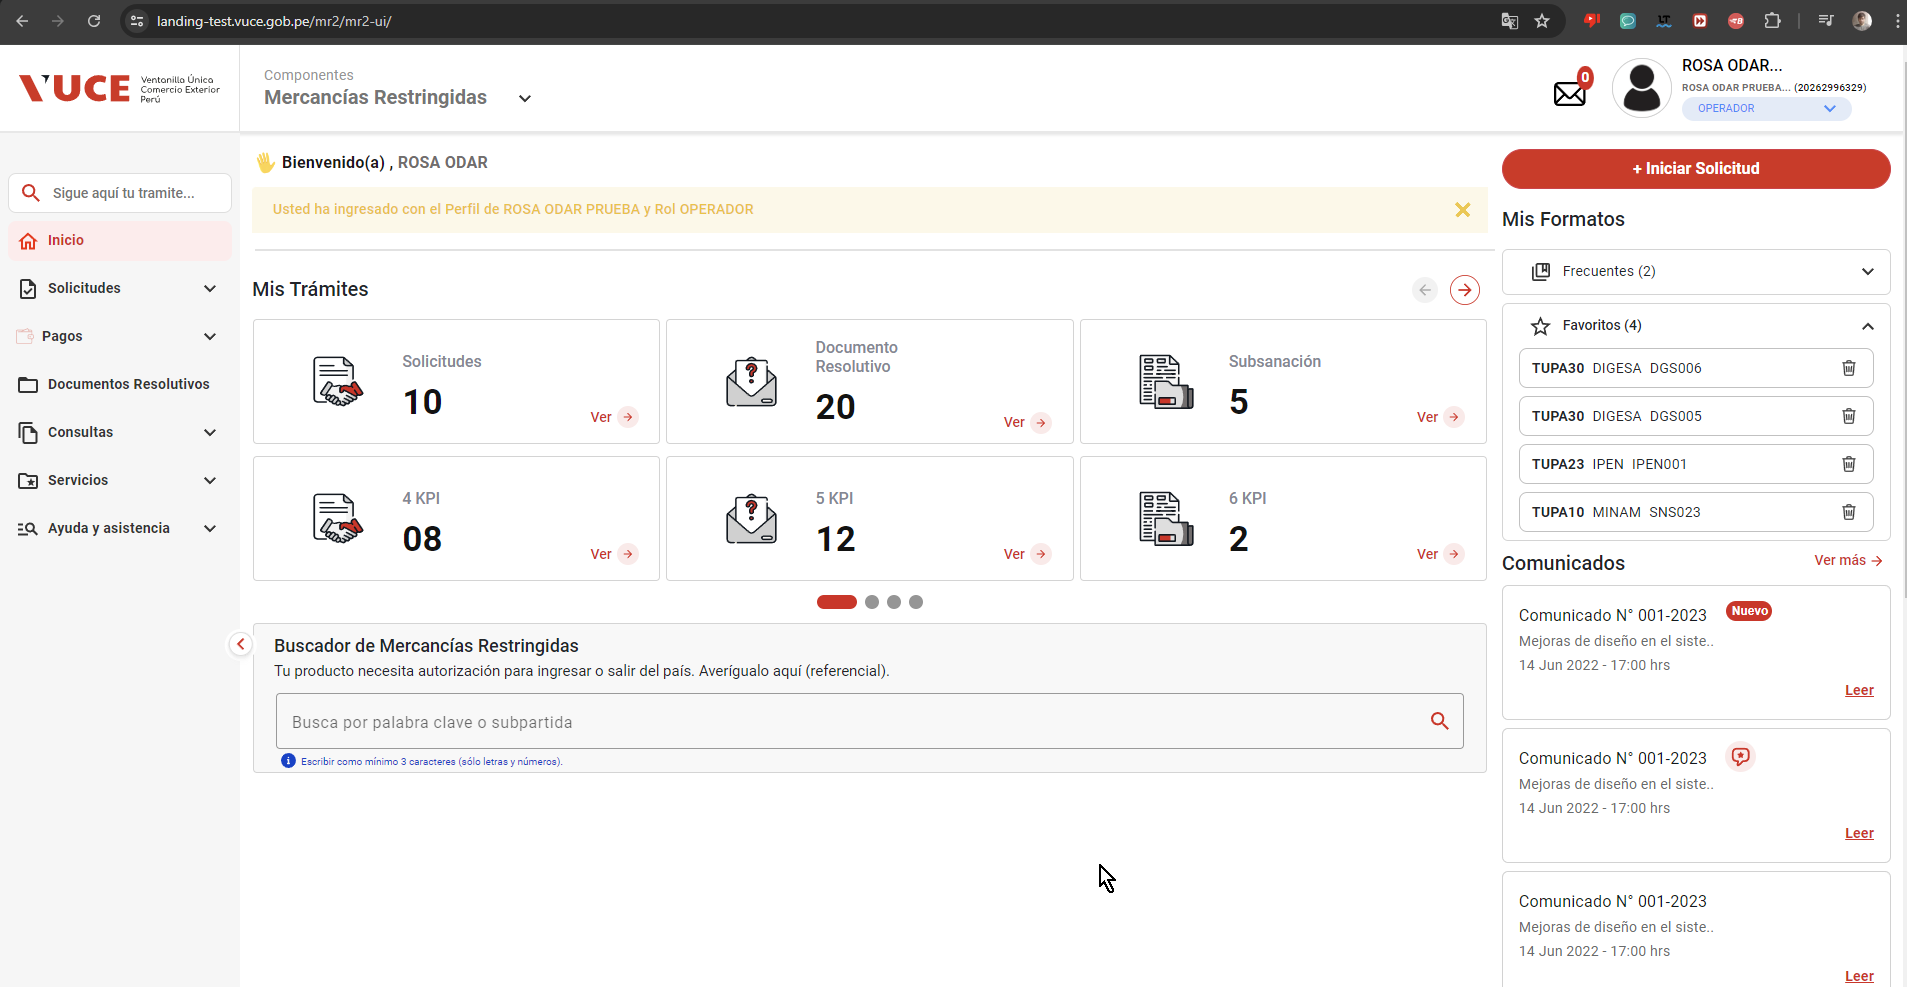 landing-test.vuce.gob.pe/mr2/mr2-ui/
VUCE
Ventanilla Única
Comercio Exterior
Perú
Componentes
Mercancías Restringidas
0
ROSA ODAR...
ROSA ODAR PRUEBA... (20262996329)
OPERADOR
Sigue aquí tu tramite...
Inicio
Solicitudes
Pagos
Documentos Resolutivos
Consultas
Servicios
Ayuda y asistencia
Bienvenido(a) , ROSA ODAR
Usted ha ingresado con el Perfil de ROSA ODAR PRUEBA y Rol OPERADOR
Mis Trámites
Solicitudes
10
Ver
Documento
Resolutivo
20
Ver
Subsanación
5
Ver
4 KPI
08
Ver
5 KPI
12
Ver
6 KPI
2
Ver
Buscador de Mercancías Restringidas
Tu producto necesita autorización para ingresar o salir del país. Averígualo aquí (referencial).
Busca por palabra clave o subpartida
Escribir como mínimo 3 caracteres (sólo letras y números).
+ Iniciar Solicitud
Mis Formatos
Frecuentes (2)
Favoritos (4)
TUPA30 DIGESA DGS006
TUPA30 DIGESA DGS005
TUPA23 IPEN IPEN001
TUPA10 MINAM SNS023
Comunicados
Ver más
Comunicado N° 001-2023 Nuevo
Mejoras de diseño en el siste..
14 Jun 2022 - 17:00 hrs
Leer
Comunicado N° 001-2023
Mejoras de diseño en el siste..
14 Jun 2022 - 17:00 hrs
Leer
Comunicado N° 001-2023
Mejoras de diseño en el siste..
14 Jun 2022 - 17:00 hrs
Leer